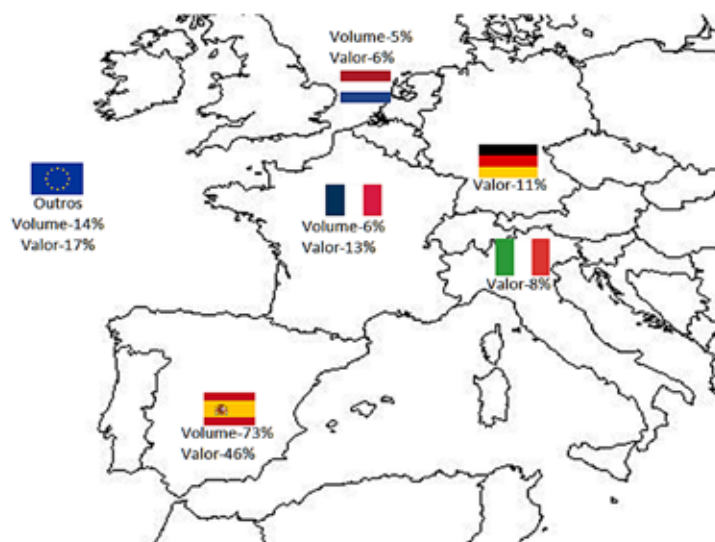 Volume-5%
Valor-6%
Valor-11%
Outros
Volume-14%
Valor-17%
Volume-6%
Valor-13%
Valor-8%
Volume-73%
Valor-46%